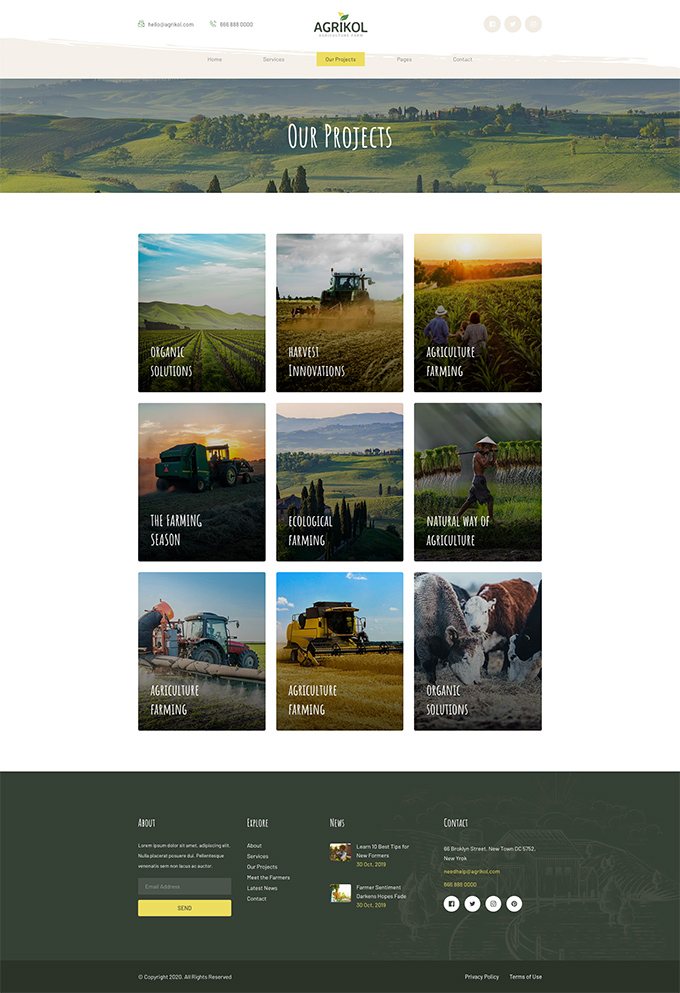 hello@agrikol.com
866 888 0000
AGRIKOL
AGRICULTURE FARM
Home
Services
Our Projects
Pages
Contact
Our Projects
Organic
Solutions
Harvest
Innovations
Agriculture
Farming
The Farming
Season
Ecological
Farming
Natural Way of
Agriculture
Agriculture
Farming
Agriculture
Farming
Organic
Solutions
About
Lorem ipsum dolor sit amet, adipiscing elit.
Nulla placerat posuere dui. Pellentesque
venenatis sem non lacus ac auctor.
Email Address
SEND
Explore
About
Services
Our Projects
Meet the Farmers
Latest News
Contact
News
Learn 10 Best Tips for
New Formers
30 Oct, 2019
Farmer Sentiment
Darkens Hopes Fade
30 Oct, 2019
Contact
66 Broklyn Street, New Town DC 5752,
New Yrok
needhelp@agrikol.com
866 888 0000
© Copyright 2020. All Rights Reserved
Privacy Policy
Terms of Use